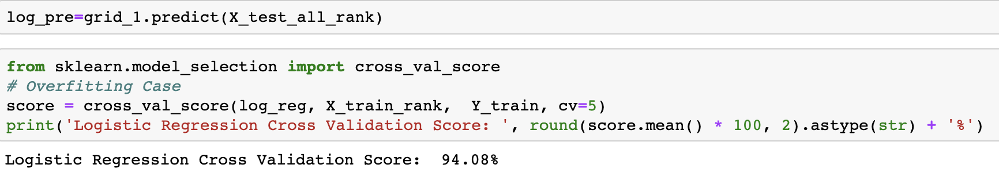 log_pre=grid_1.predict(X_test_all_rank)
from sklearn.model_selection import cross_val_score
# Overfitting Case
score = cross_val_score(log_reg, X_train_rank,  Y_train, cv=5)
print('Logistic Regression Cross Validation Score: ', round(score.mean() * 100, 2).astype(str) + '%')
Logistic Regression Cross Validation Score:  94.08%